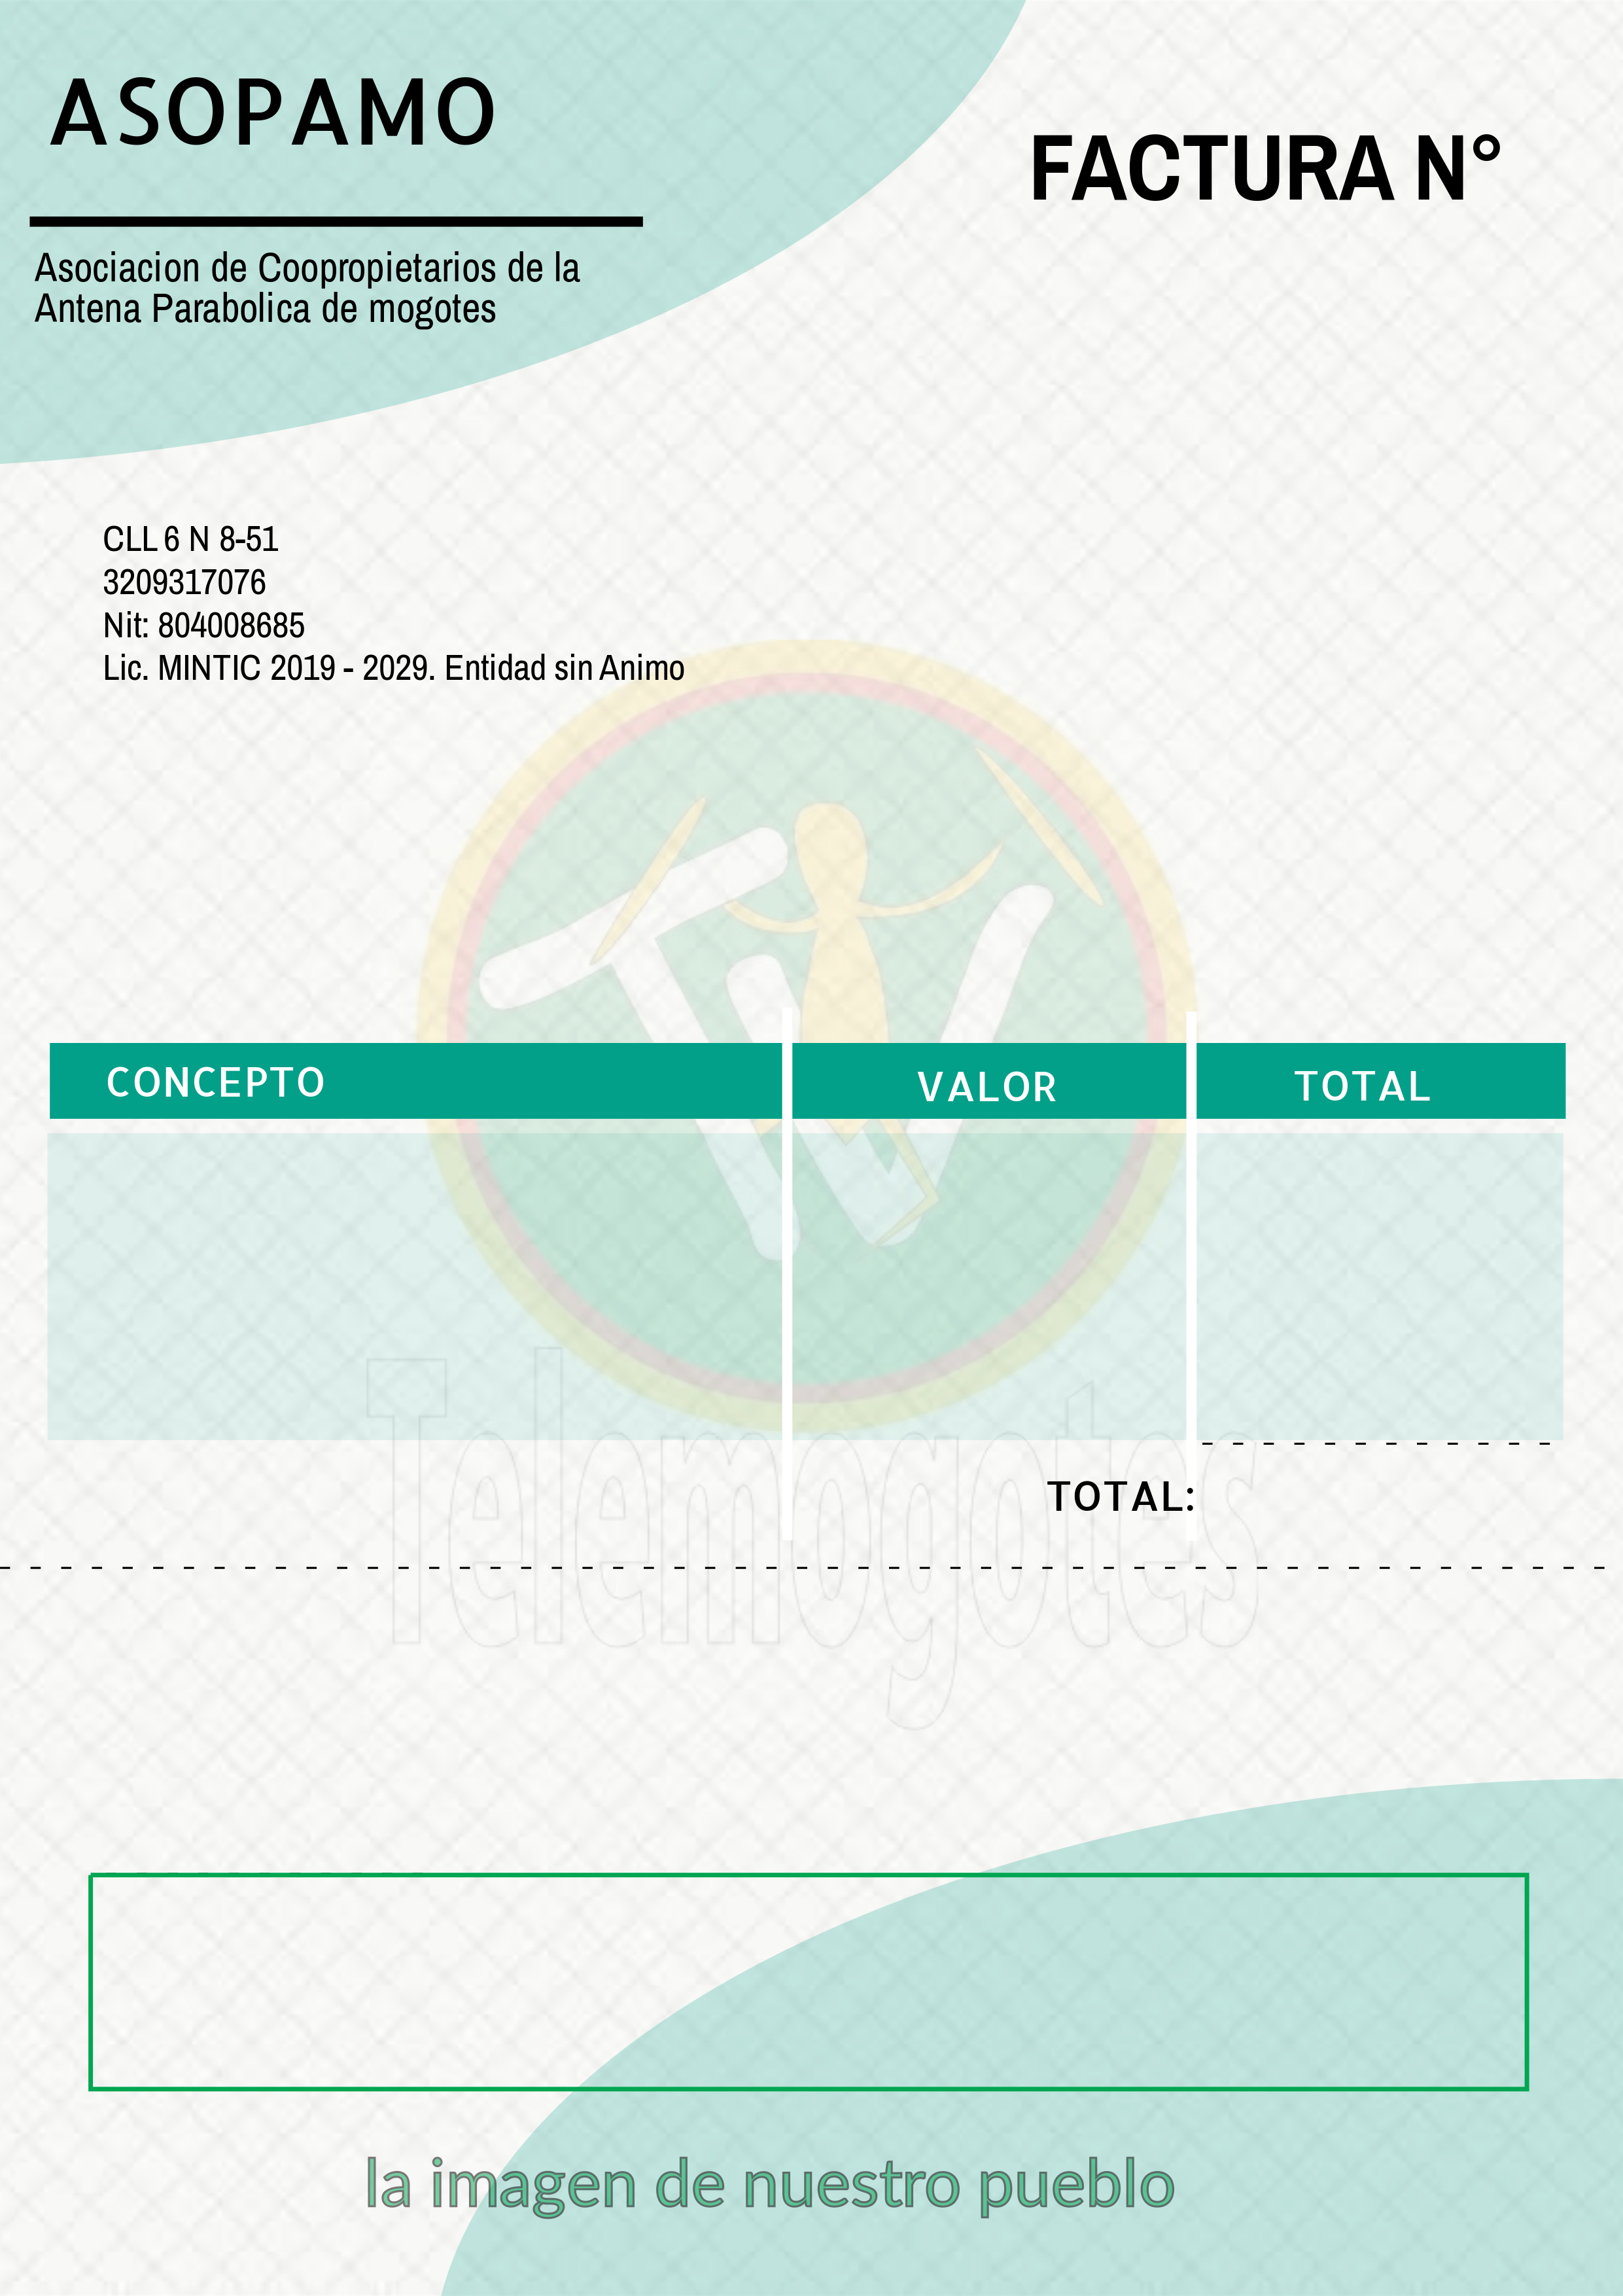 ASOPAMO
FACTURA N°
Asociacion de Coopropietarios de la
Antena Parabolica de mogotes
CLL 6 N 8-51
3209317076
Nit: 804008685
Lic. MINTIC 2019 - 2029. Entidad sin Animo
TV
CONCEPTO VALOR TOTAL
Telemogotes
TOTAL:
la imagen de nuestro pueblo